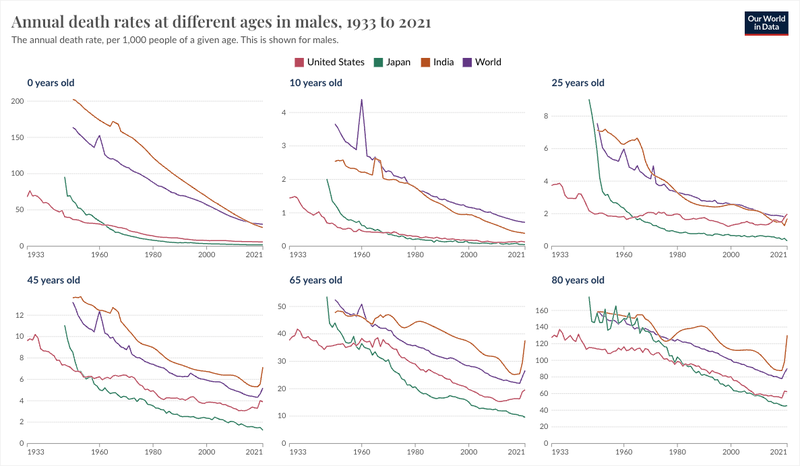 Annual death rates at different ages in males, 1933 to 2021
The annual death rate, per 1,000 people of a given age. This is shown for males.
Our World
in Data
United States Japan India World
0 years old
200
150
100
50
0
1933 1960 1980 2000 2021
10 years old
4
3
2
1
0
1933 1960 1980 2000 2021
25 years old
8
6
4
2
0
1933 1960 1980 2000 2021
45 years old
12
10
8
6
4
2
0
1933 1960 1980 2000 2021
65 years old
50
40
30
20
10
0
1933 1960 1980 2000 2021
80 years old
160
140
120
100
80
60
40
20
0
1933 1960 1980 2000 2021